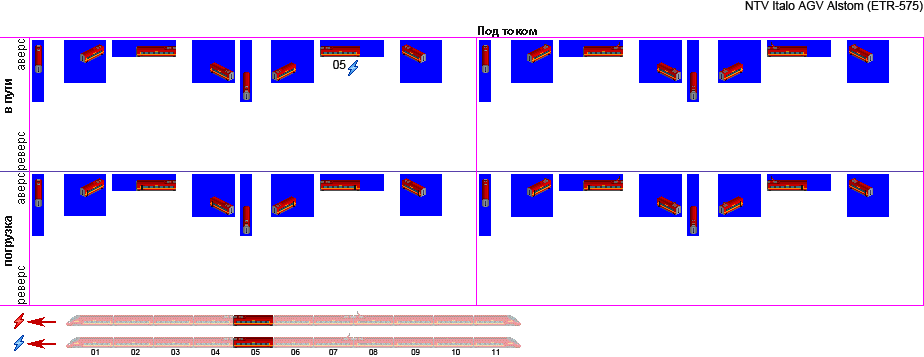 NTV Italo AGV Alstom (ETR-575)
Под током
аверс
в пути
05
реверс
аверс
погрузка
реверс
01 02 03 04 05 06 07 08 09 10 11